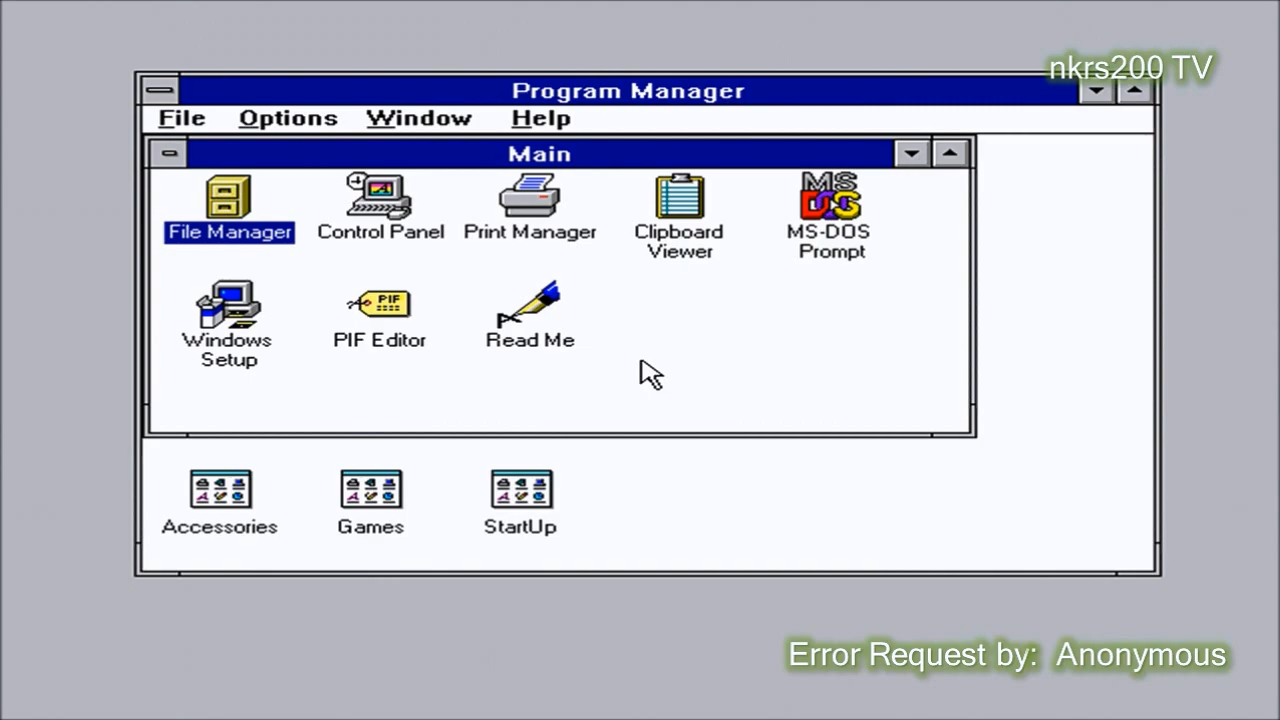 nkrs200 TV
Program Manager
File Options Window Help
Main
File Manager Control Panel Print Manager Clipboard Viewer MS-DOS Prompt
Windows Setup PIF Editor Read Me
Accessories Games StartUp
Error Request by: Anonymous